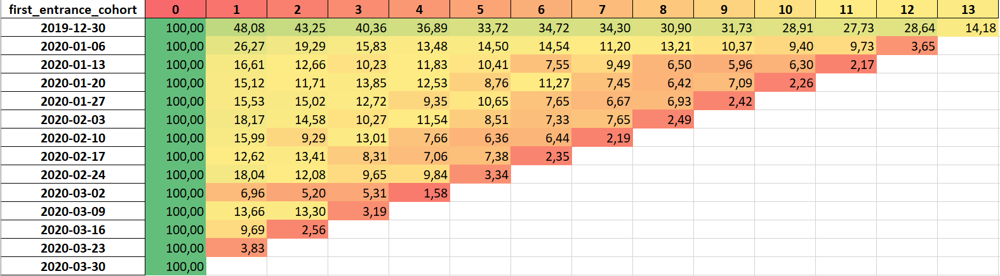 first_entrance_cohort 0 1 2 3 4 5 6 7 8 9 10 11 12 13
2019-12-30 100,00 48,08 43,25 40,36 36,89 33,72 34,72 34,30 30,90 31,73 28,91 27,73 28,64 14,18
2020-01-06 100,00 26,27 19,29 15,83 13,48 14,50 14,54 11,20 13,21 10,37 9,40 9,73 3,65
2020-01-13 100,00 16,61 12,66 10,23 11,83 10,41 7,55 9,49 6,50 5,96 6,30 2,17
2020-01-20 100,00 15,12 11,71 13,85 12,53 8,76 11,27 7,45 6,42 7,09 2,26
2020-01-27 100,00 15,53 15,02 12,72 9,35 10,65 7,65 6,67 6,93 2,42
2020-02-03 100,00 18,17 14,58 10,27 11,54 8,51 7,33 7,65 2,49
2020-02-10 100,00 15,99 9,29 13,01 7,66 6,36 6,44 2,19
2020-02-17 100,00 12,62 13,41 8,31 7,06 7,38 2,35
2020-02-24 100,00 18,04 12,08 9,65 9,84 3,34
2020-03-02 100,00 6,96 5,20 5,31 1,58
2020-03-09 100,00 13,66 13,30 3,19
2020-03-16 100,00 9,69 2,56
2020-03-23 100,00 3,83
2020-03-30 100,00